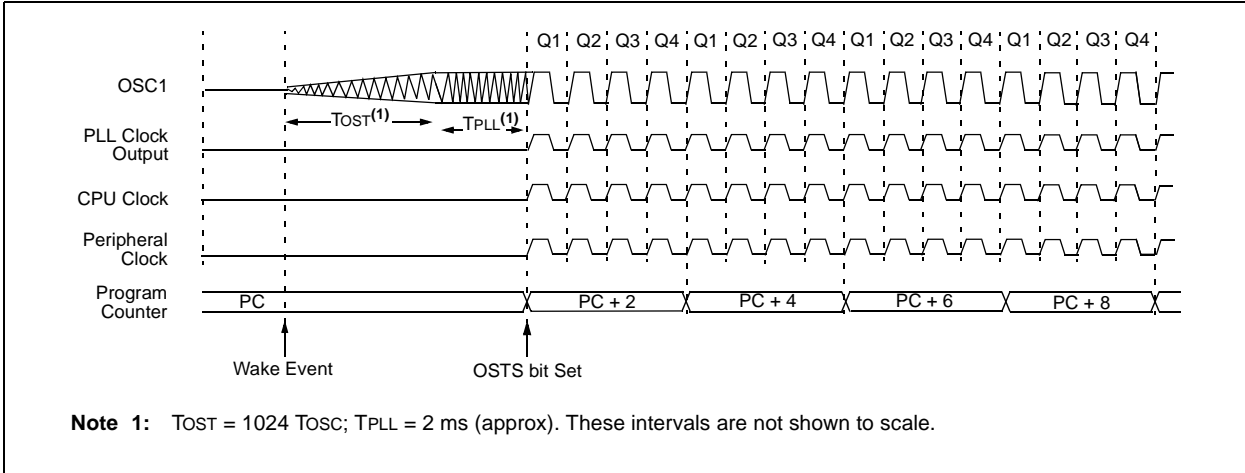 Q1 Q2 Q3 Q4 Q1 Q2 Q3 Q4 Q1 Q2 Q3 Q4 Q1 Q2 Q3 Q4
OSC1
TOST(1)
TPLL(1)
PLL Clock
Output
CPU Clock
Peripheral
Clock
Program
Counter
PC
PC + 2
PC + 4
PC + 6
PC + 8
Wake Event
OSTS bit Set
Note 1: TOST = 1024 TOSC; TPLL = 2 ms (approx). These intervals are not shown to scale.